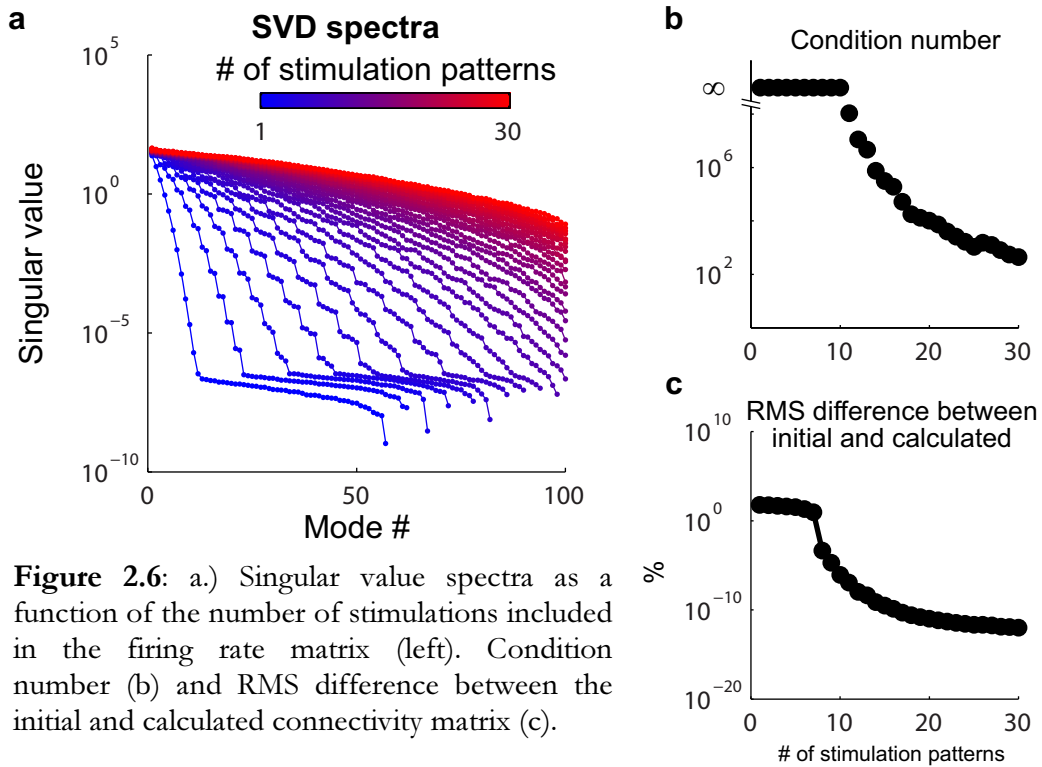 a
SVD spectra
# of stimulation patterns
1 30
10^5
10^0
10^−5
10^−10
Singular value
0 50 100
Mode #
b
Condition number
∞
10^6
10^2
0 10 20 30
c
RMS difference between
initial and calculated
10^10
10^0
10^−10
10^−20
%
0 10 20 30
# of stimulation patterns
Figure 2.6: a.) Singular value spectra as a
function of the number of stimulations included
in the firing rate matrix (left). Condition
number (b) and RMS difference between the
initial and calculated connectivity matrix (c).